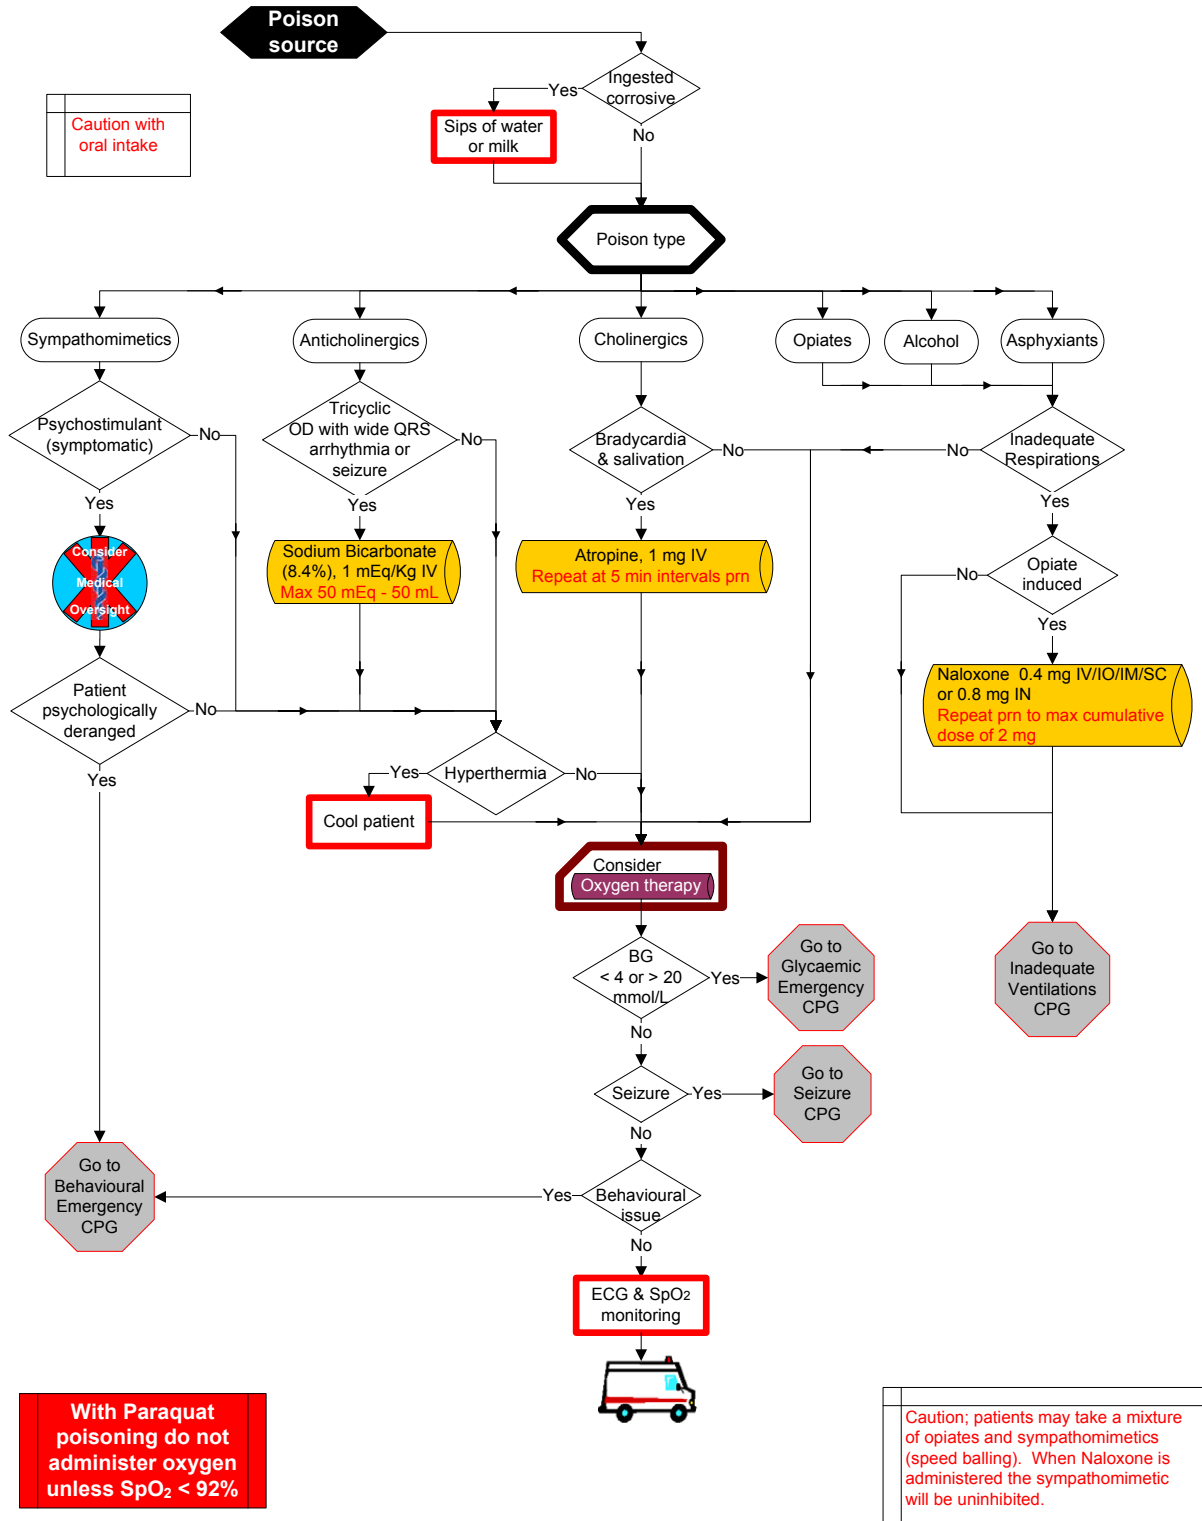 Poison
source
Ingested
corrosive
Yes
No
Caution with
oral intake
Sips of water
or milk
Poison type
Sympathomimetics
Anticholinergics
Cholinergics
Opiates
Alcohol
Asphyxiants
Psychostimulant
(symptomatic)
No
Yes
Tricyclic
OD with wide QRS
arrhythmia or
seizure
No
Yes
Bradycardia
& salivation
No
Yes
Inadequate
Respirations
No
Yes
Consider
Medical
Oversight
Sodium Bicarbonate
(8.4%), 1 mEq/Kg IV
Max 50 mEq - 50 mL
Atropine, 1 mg IV
Repeat at 5 min intervals prn
Opiate
induced
No
Yes
Patient
psychologically
deranged
No
Yes
Naloxone 0.4 mg IV/IO/IM/SC
or 0.8 mg IN
Repeat prn to max cumulative
dose of 2 mg
Hyperthermia
Yes
No
Cool patient
Consider
Oxygen therapy
BG
< 4 or > 20
mmol/L
Yes
No
Go to
Glycaemic
Emergency
CPG
Go to
Inadequate
Ventilations
CPG
Seizure
Yes
No
Go to
Seizure
CPG
Go to
Behavioural
Emergency
CPG
Behavioural
issue
Yes
No
ECG & SpO2
monitoring
With Paraquat
poisoning do not
administer oxygen
unless SpO2 < 92%
Caution; patients may take a mixture
of opiates and sympathomimetics
(speed balling). When Naloxone is
administered the sympathomimetic
will be uninhibited.